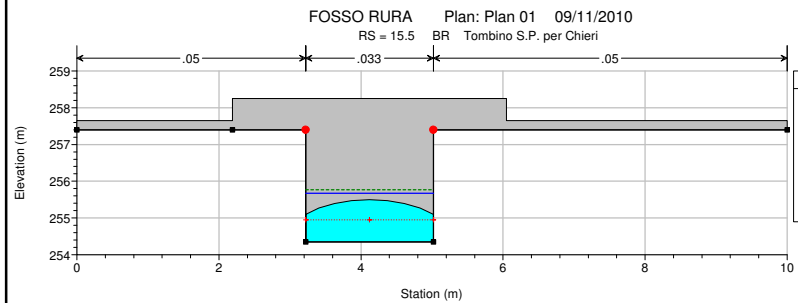 FOSSO RURA Plan: Plan 01 09/11/2010
RS = 15.5 BR Tombino S.P. per Chieri
.05 .033 .05
259
258
257
256
255
254
Elevation (m)
0 2 4 6 8 10
Station (m)